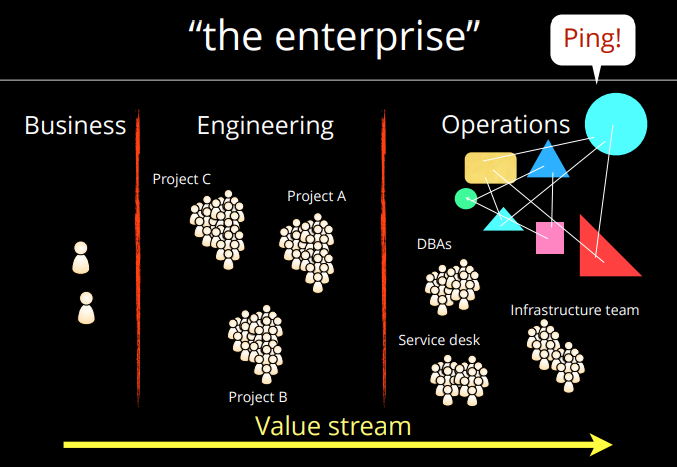 “the enterprise”
Ping!
Business
Engineering
Operations
Project C
Project A
DBAs
Infrastructure team
Service desk
Project B
Value stream